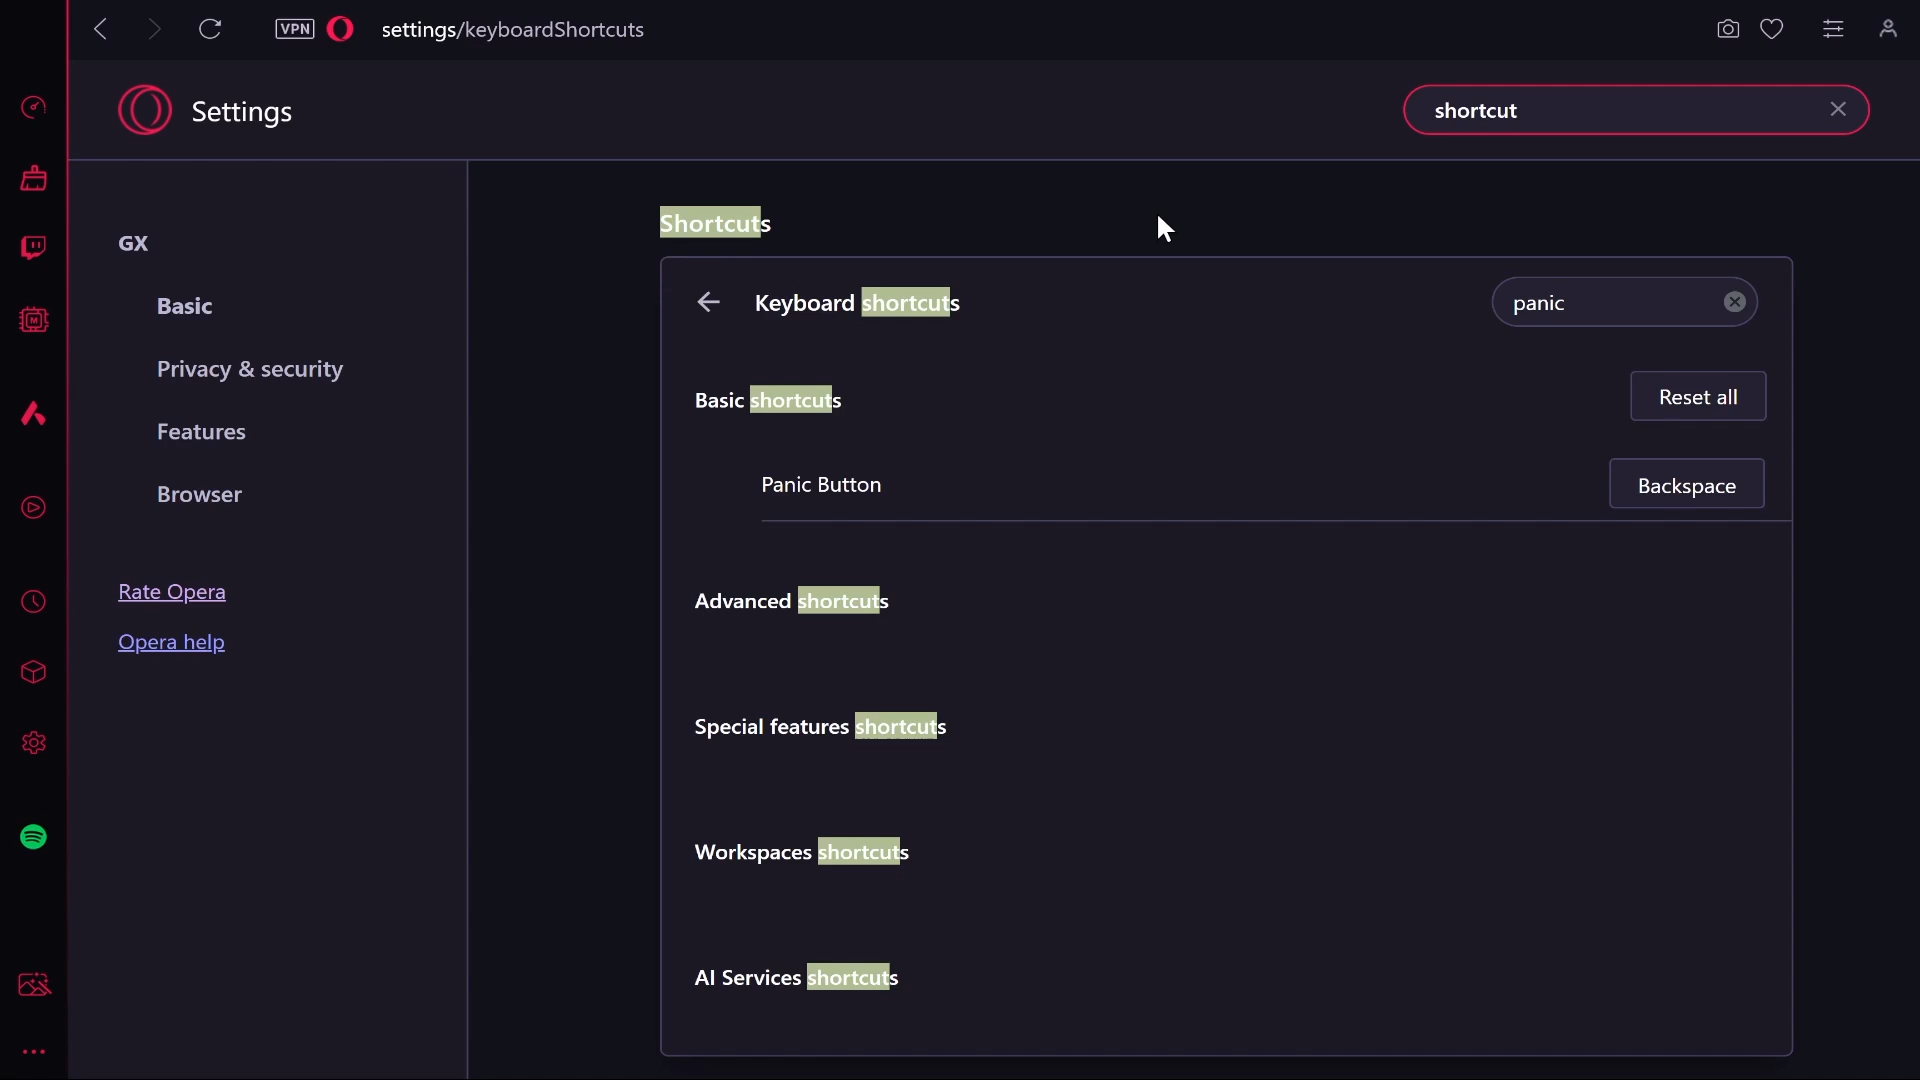 VPN
settings/keyboardShortcuts
Settings
shortcut
GX
Basic
Privacy & security
Features
Browser
Rate Opera
Opera help
Shortcuts
Keyboard shortcuts
panic
Basic shortcuts
Reset all
Panic Button
Backspace
Advanced shortcuts
Special features shortcuts
Workspaces shortcuts
AI Services shortcuts